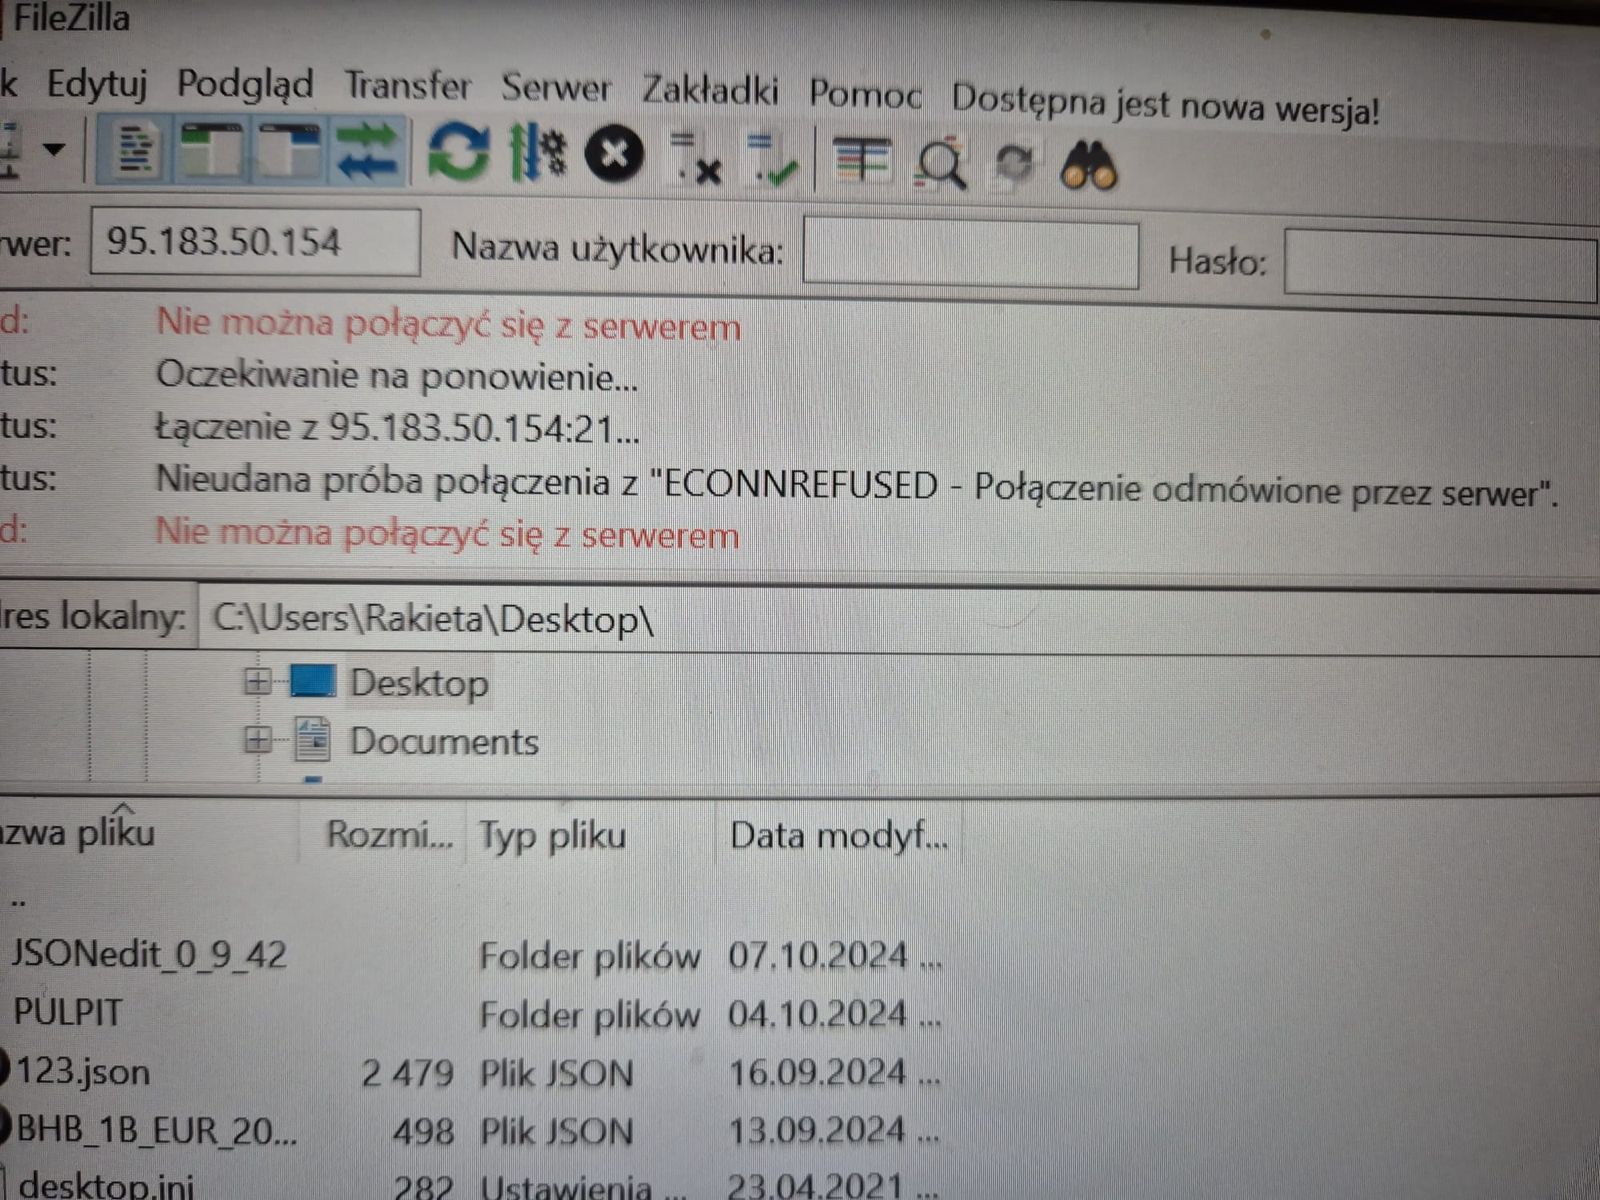 FileZilla
k Edytuj Podgląd Transfer Serwer Zakładki Pomoc Dostępna jest nowa wersja!
rwer: 95.183.50.154 Nazwa użytkownika: Hasło:
d: Nie można połączyć się z serwerem
tus: Oczekiwanie na ponowienie...
tus: Łączenie z 95.183.50.154:21...
tus: Nieudana próba połączenia z "ECONNREFUSED - Połączenie odmówione przez serwer".
d: Nie można połączyć się z serwerem
dres lokalny: C:\Users\Rakieta\Desktop\
Desktop
Documents
azwa pliku Rozmi... Typ pliku Data modyf...
..
JSONedit_0_9_42 Folder plików 07.10.2024 ...
PULPIT Folder plików 04.10.2024 ...
123.json 2 479 Plik JSON 16.09.2024 ...
BHB_1B_EUR_20... 498 Plik JSON 13.09.2024 ...
desktop.ini 282 Ustawienia ... 23.04.2021 ...